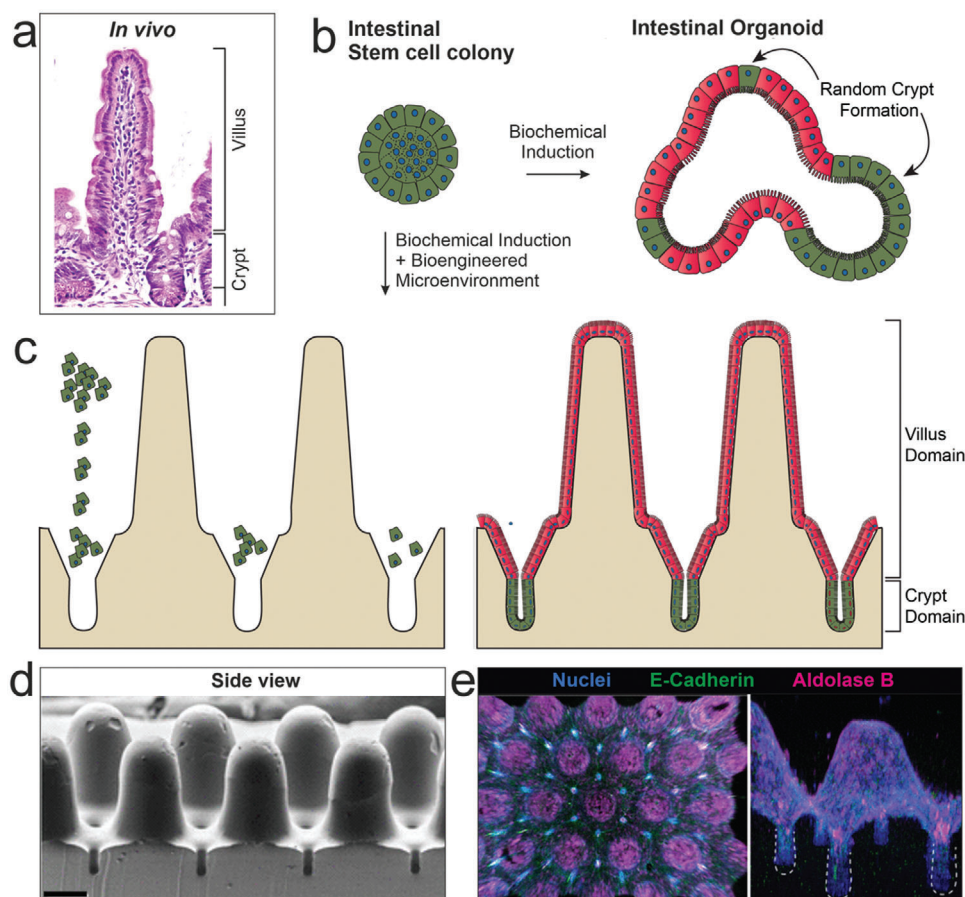 a
In vivo
Villus
Crypt
b
Intestinal
Stem cell colony
Biochemical
Induction
Intestinal Organoid
Random Crypt
Formation
Biochemical Induction
+ Bioengineered
Microenvironment
c
Villus
Domain
Crypt
Domain
d
Side view
e
Nuclei
E-Cadherin
Aldolase B